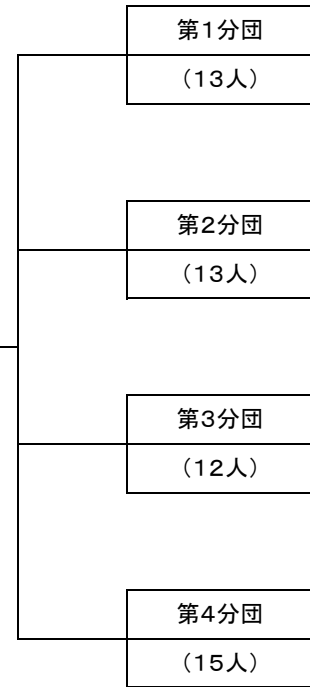 第1分団
（13人）
第2分団
（13人）
第3分団
（12人）
第4分団
（15人）